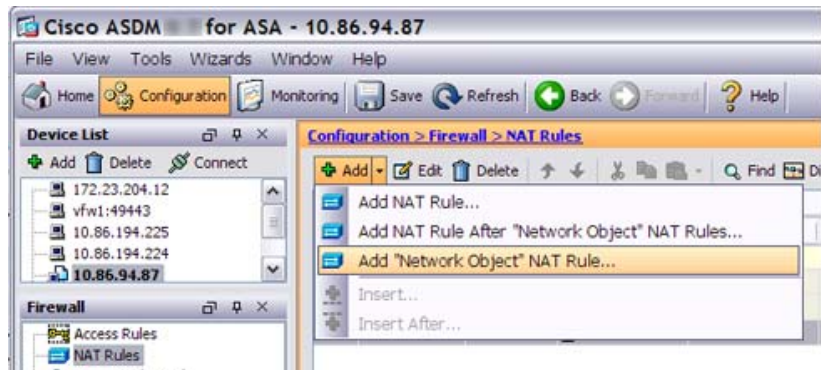 Cisco ASDM for ASA - 10.86.94.87
File View Tools Wizards Window Help
Home Configuration Monitoring Save Refresh Back Forward Help
Device List
Add Delete Connect
172.23.204.12
vfw1:49443
10.86.194.225
10.86.194.224
10.86.94.87
Firewall
Access Rules
NAT Rules
Configuration > Firewall > NAT Rules
Add Edit Delete Find Di
Add NAT Rule...
Add NAT Rule After "Network Object" NAT Rules...
Add "Network Object" NAT Rule...
Insert...
Insert After...